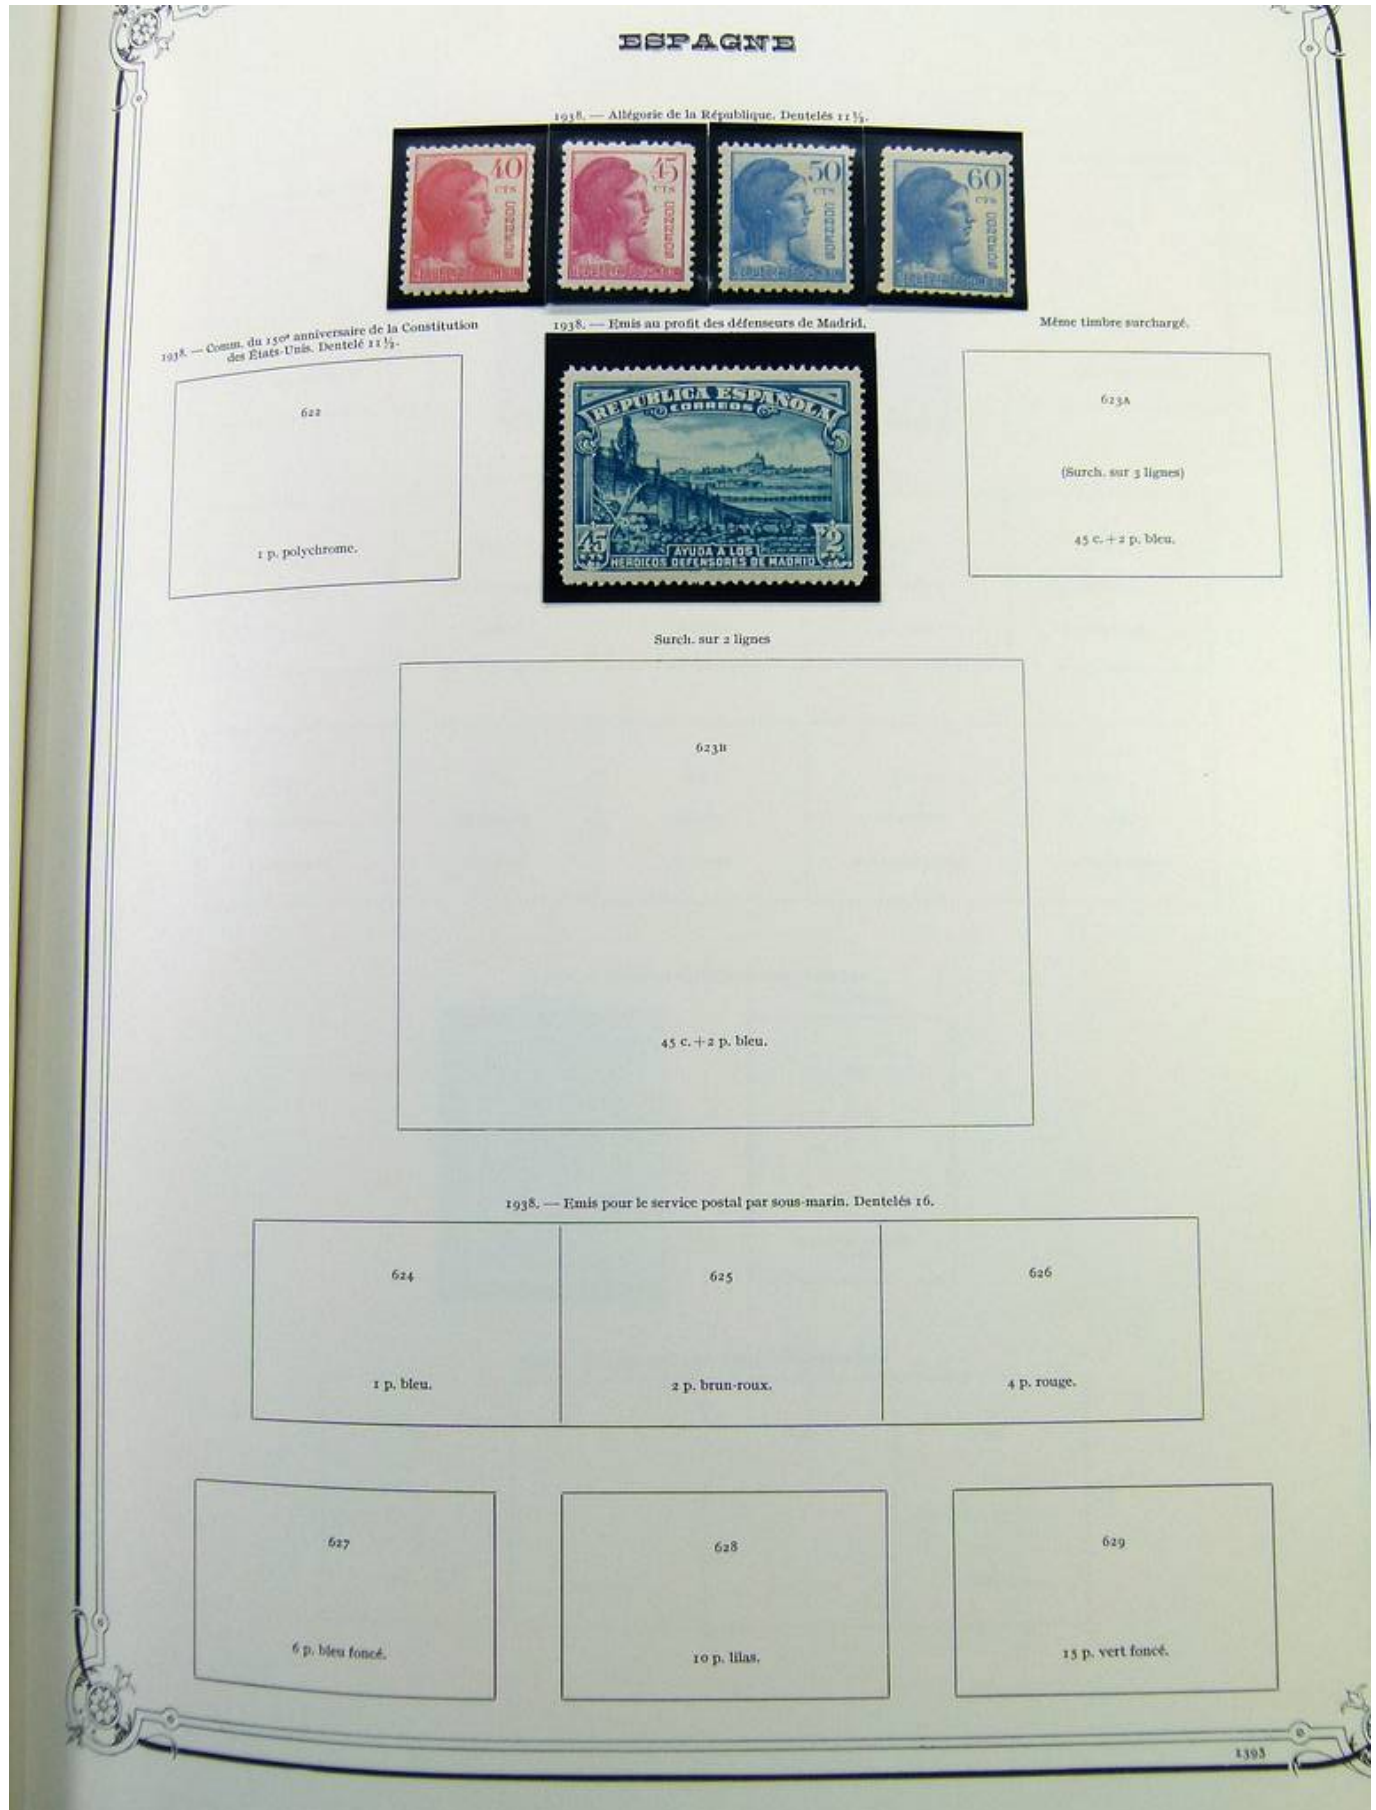 ESPAGNE
1938. — Allégorie de la République. Dentelés 11 ½.
40 CTS CORREOS
45 CTS CORREOS
50 CTS CORREOS
60 CTS CORREOS
1938. — Comm. du 150e anniversaire de la Constitution
des États-Unis. Dentelé 11 ½.
622
1 p. polychrome.
1938. — Emis au profit des défenseurs de Madrid.
REPUBLICA ESPAÑOLA
CORREOS
45 2
AYUDA A LOS
HEROICOS DEFENSORES DE MADRID
Même timbre surchargé.
623A
(Surch. sur 3 lignes)
45 c. + 2 p. bleu.
Surch. sur 2 lignes
623B
45 c. + 2 p. bleu.
1938. — Emis pour le service postal par sous-marin. Dentelés 16.
624 625 626
1 p. bleu. 2 p. brun-roux. 4 p. rouge.
627 628 629
6 p. bleu foncé. 10 p. lilas. 15 p. vert foncé.
1393